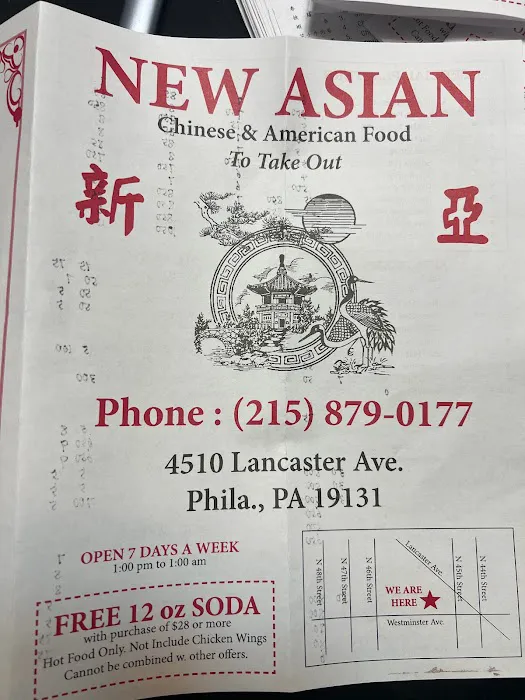 NEW ASIAN
Chinese & American Food
To Take Out
新 亞
Phone : (215) 879-0177
4510 Lancaster Ave.
Phila., PA 19131
OPEN 7 DAYS A WEEK
1:00 pm to 1:00 am
FREE 12 oz SODA
with purchase of $28 or more
Hot Food Only. Not Include Chicken Wings
Cannot be combined w. other offers.
N 48th Street
N 47th Street
N 46th Street
Lancaster Ave.
N 45th Street
N 44th Street
WE ARE
HERE
Westminster Ave.